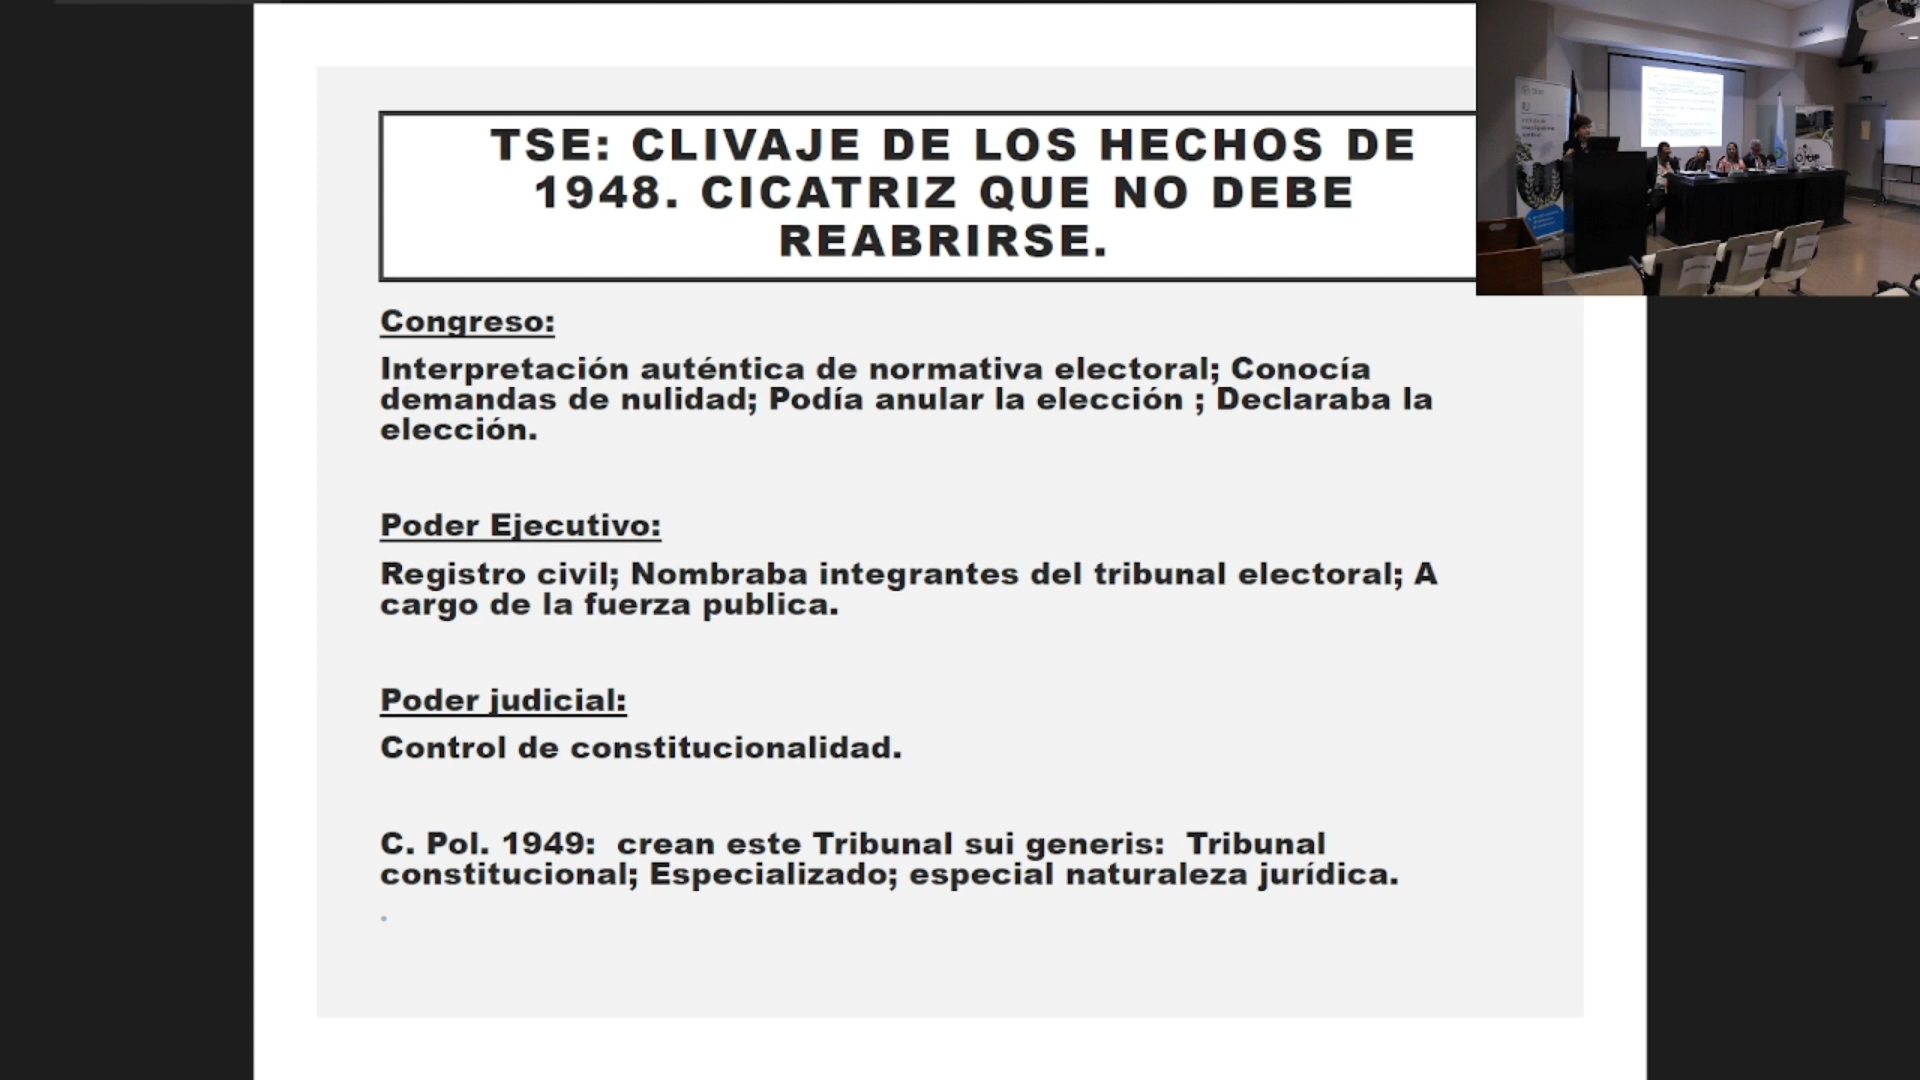 TSE: CLIVAJE DE LOS HECHOS DE
1948. CICATRIZ QUE NO DEBE
REABRIRSE.
Congreso:
Interpretación auténtica de normativa electoral; Conocía
demandas de nulidad; Podía anular la elección ; Declaraba la
elección.
Poder Ejecutivo:
Registro civil; Nombraba integrantes del tribunal electoral; A
cargo de la fuerza publica.
Poder judicial:
Control de constitucionalidad.
C. Pol. 1949:  crean este Tribunal sui generis:  Tribunal
constitucional; Especializado; especial naturaleza jurídica.